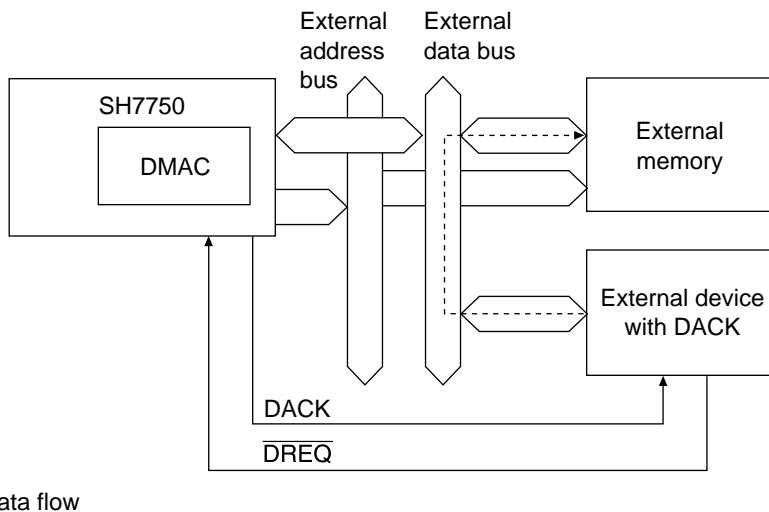 External
address
bus
External
data bus
SH7750
DMAC
External
memory
External device
with DACK
DACK
DREQ
ata flow